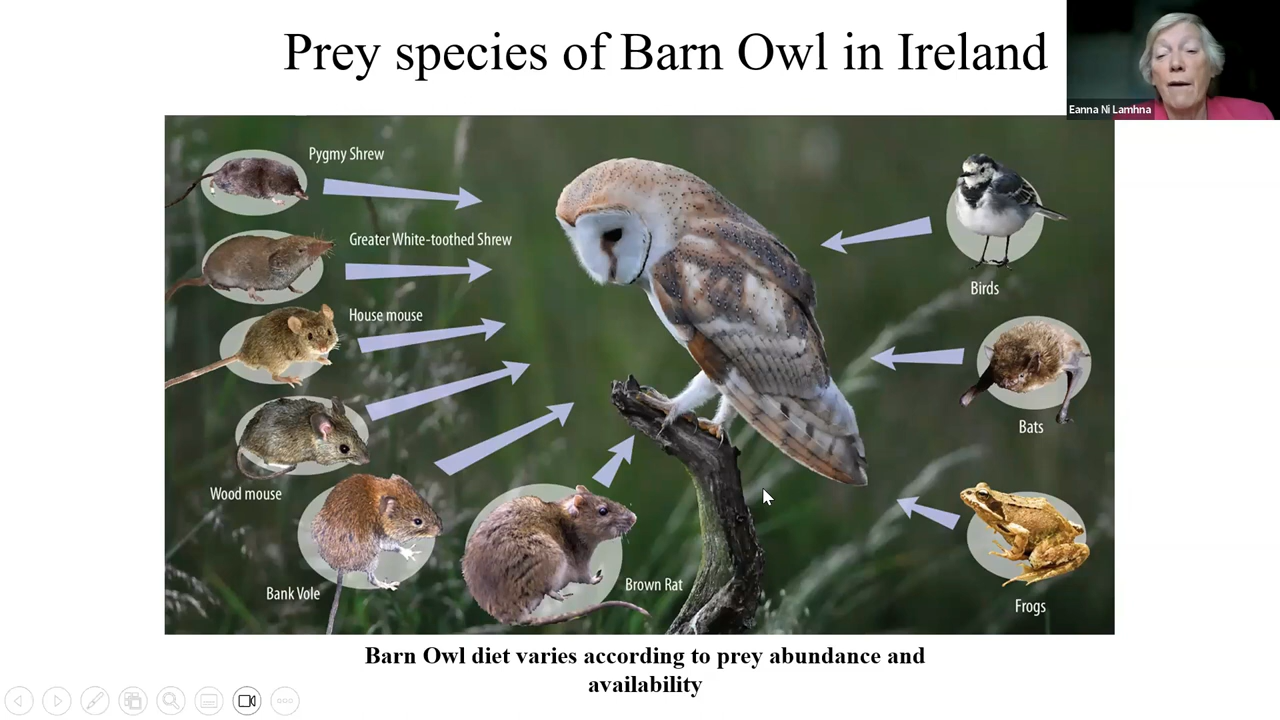 Prey species of Barn Owl in Ireland
Eanna Ni Lamhna
Pygmy Shrew
Greater White-toothed Shrew
House mouse
Wood mouse
Bank Vole
Brown Rat
Birds
Bats
Frogs
Barn Owl diet varies according to prey abundance and
availability